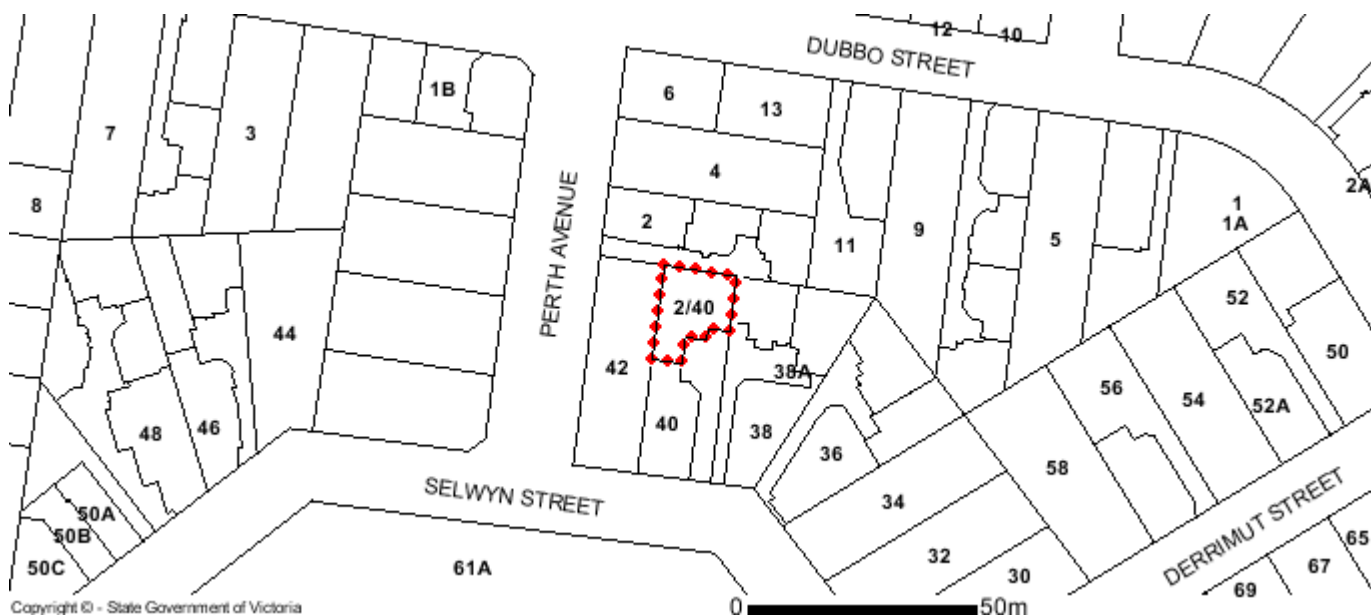 12
10
DUBBO STREET
1B
6
13
7
3
4
2A
8
PERTH AVENUE
2
11
9
5
1
1A
2/40
52
44
42
38A
50
56
54
52A
48
46
40
38
36
58
34
SELWYN STREET
50A
50B
50C
32
30
DERRIMUT STREET
65
67
69
61A
Copyright © - State Government of Victoria
0 50m